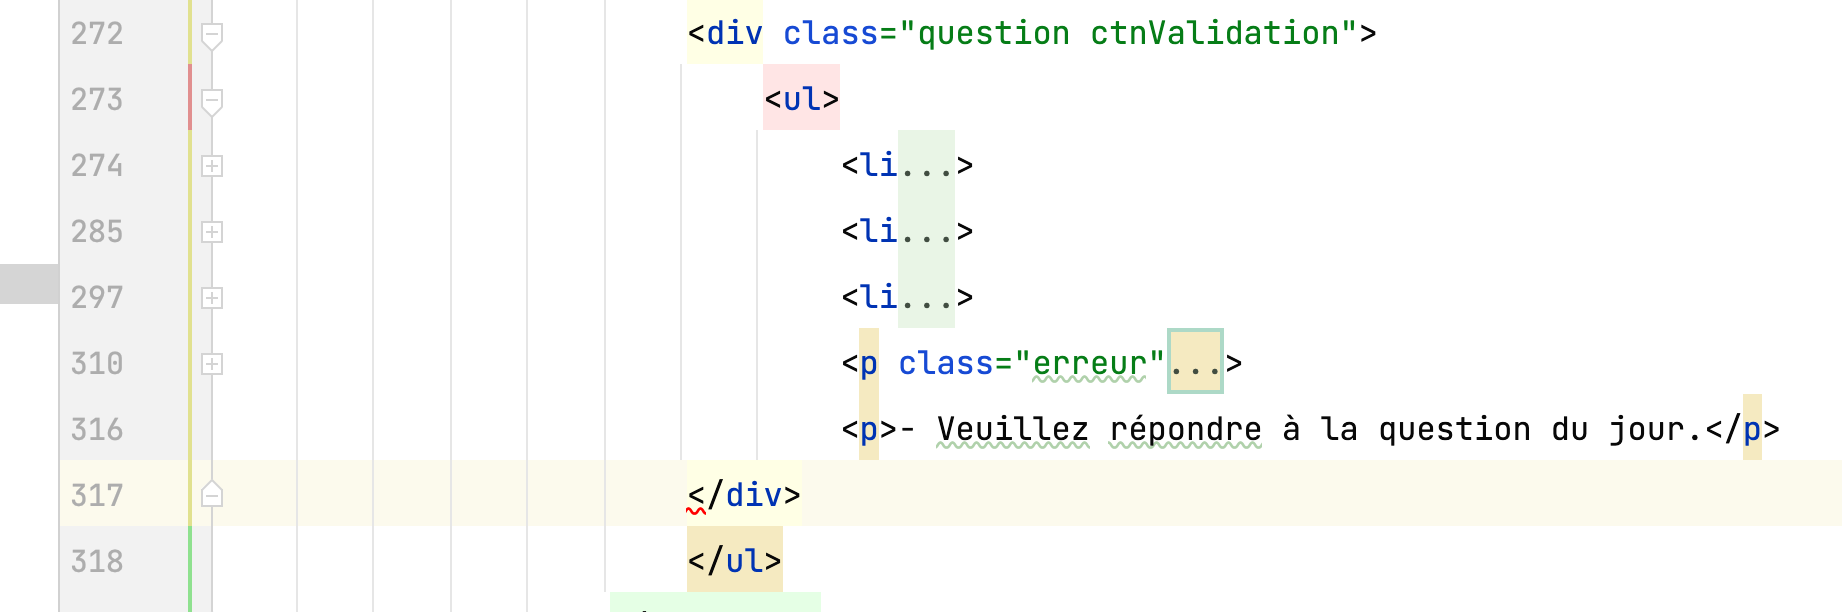 272 <div class="question ctnValidation">
273 <ul>
274 <li...>
285 <li...>
297 <li...>
310 <p class="erreur"...>
316 <p>- Veuillez répondre à la question du jour.</p>
317 </div>
318 </ul>